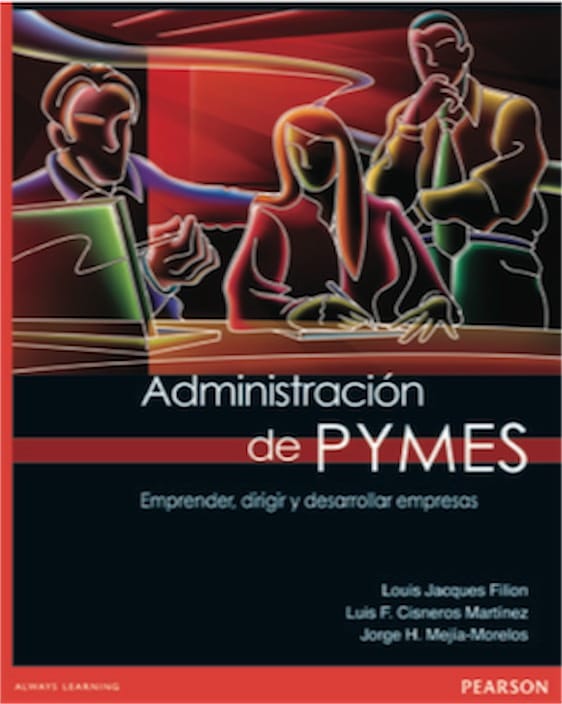 Administración
de PYMES
Emprender, dirigir y desarrollar empresas
Louis Jacques Filion
Luis F. Cisneros Martínez
Jorge H. Mejía-Morelos
ALWAYS LEARNING
PEARSON